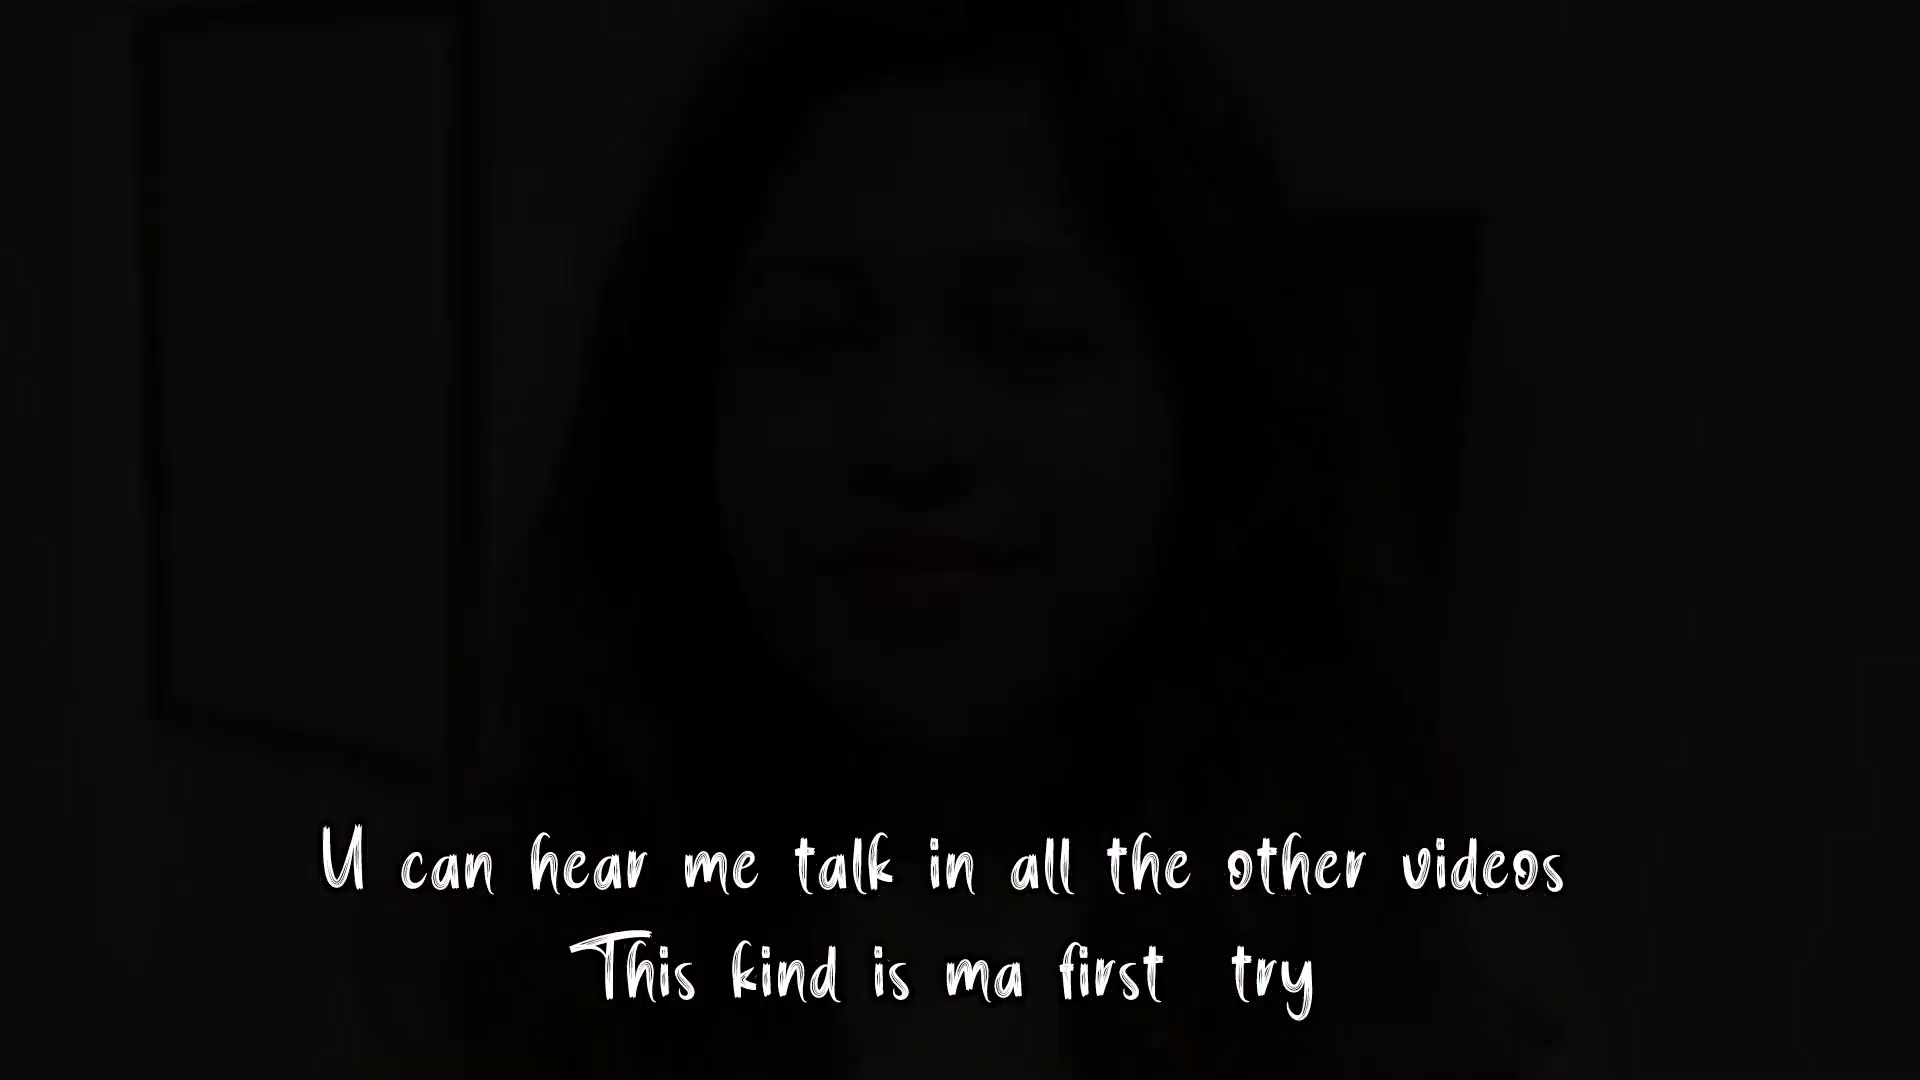 U can hear me talk in all the other videos
This kind is ma first try